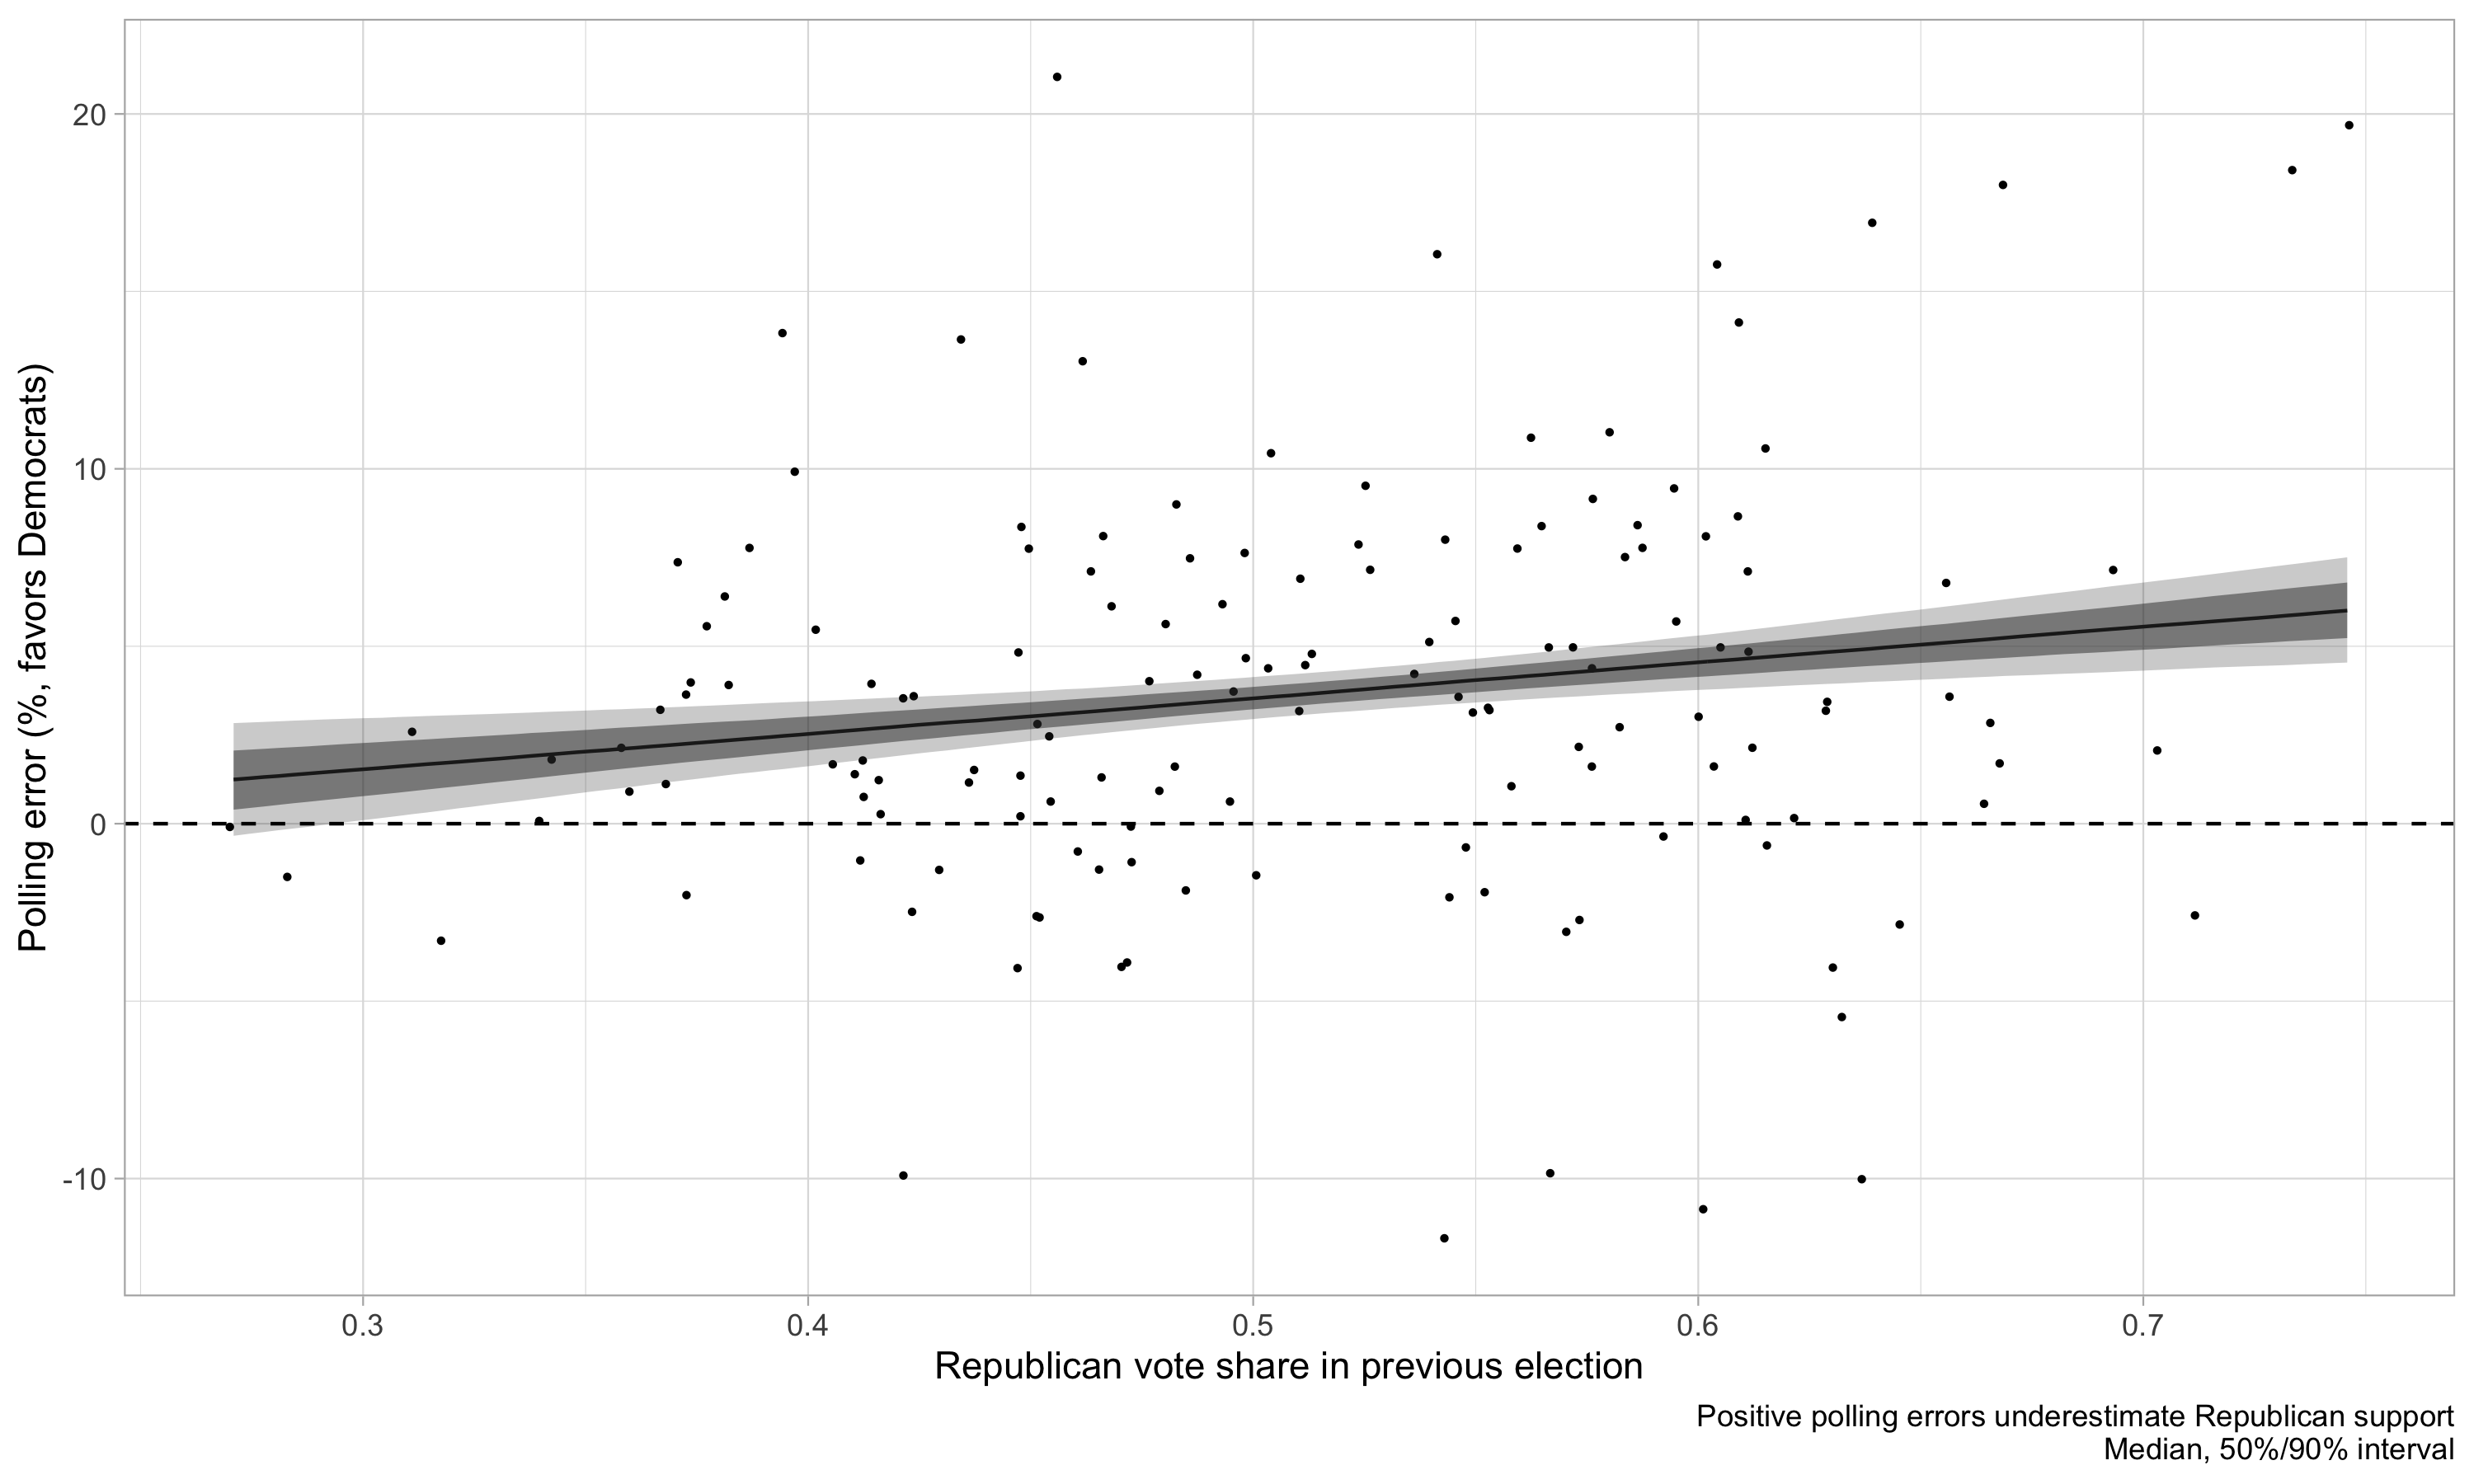 Polling error (%, favors Democrats)
20
10
0
-10
0.3
0.4
0.5
0.6
0.7
Republican vote share in previous election
Positive polling errors underestimate Republican support
Median, 50%/90% interval